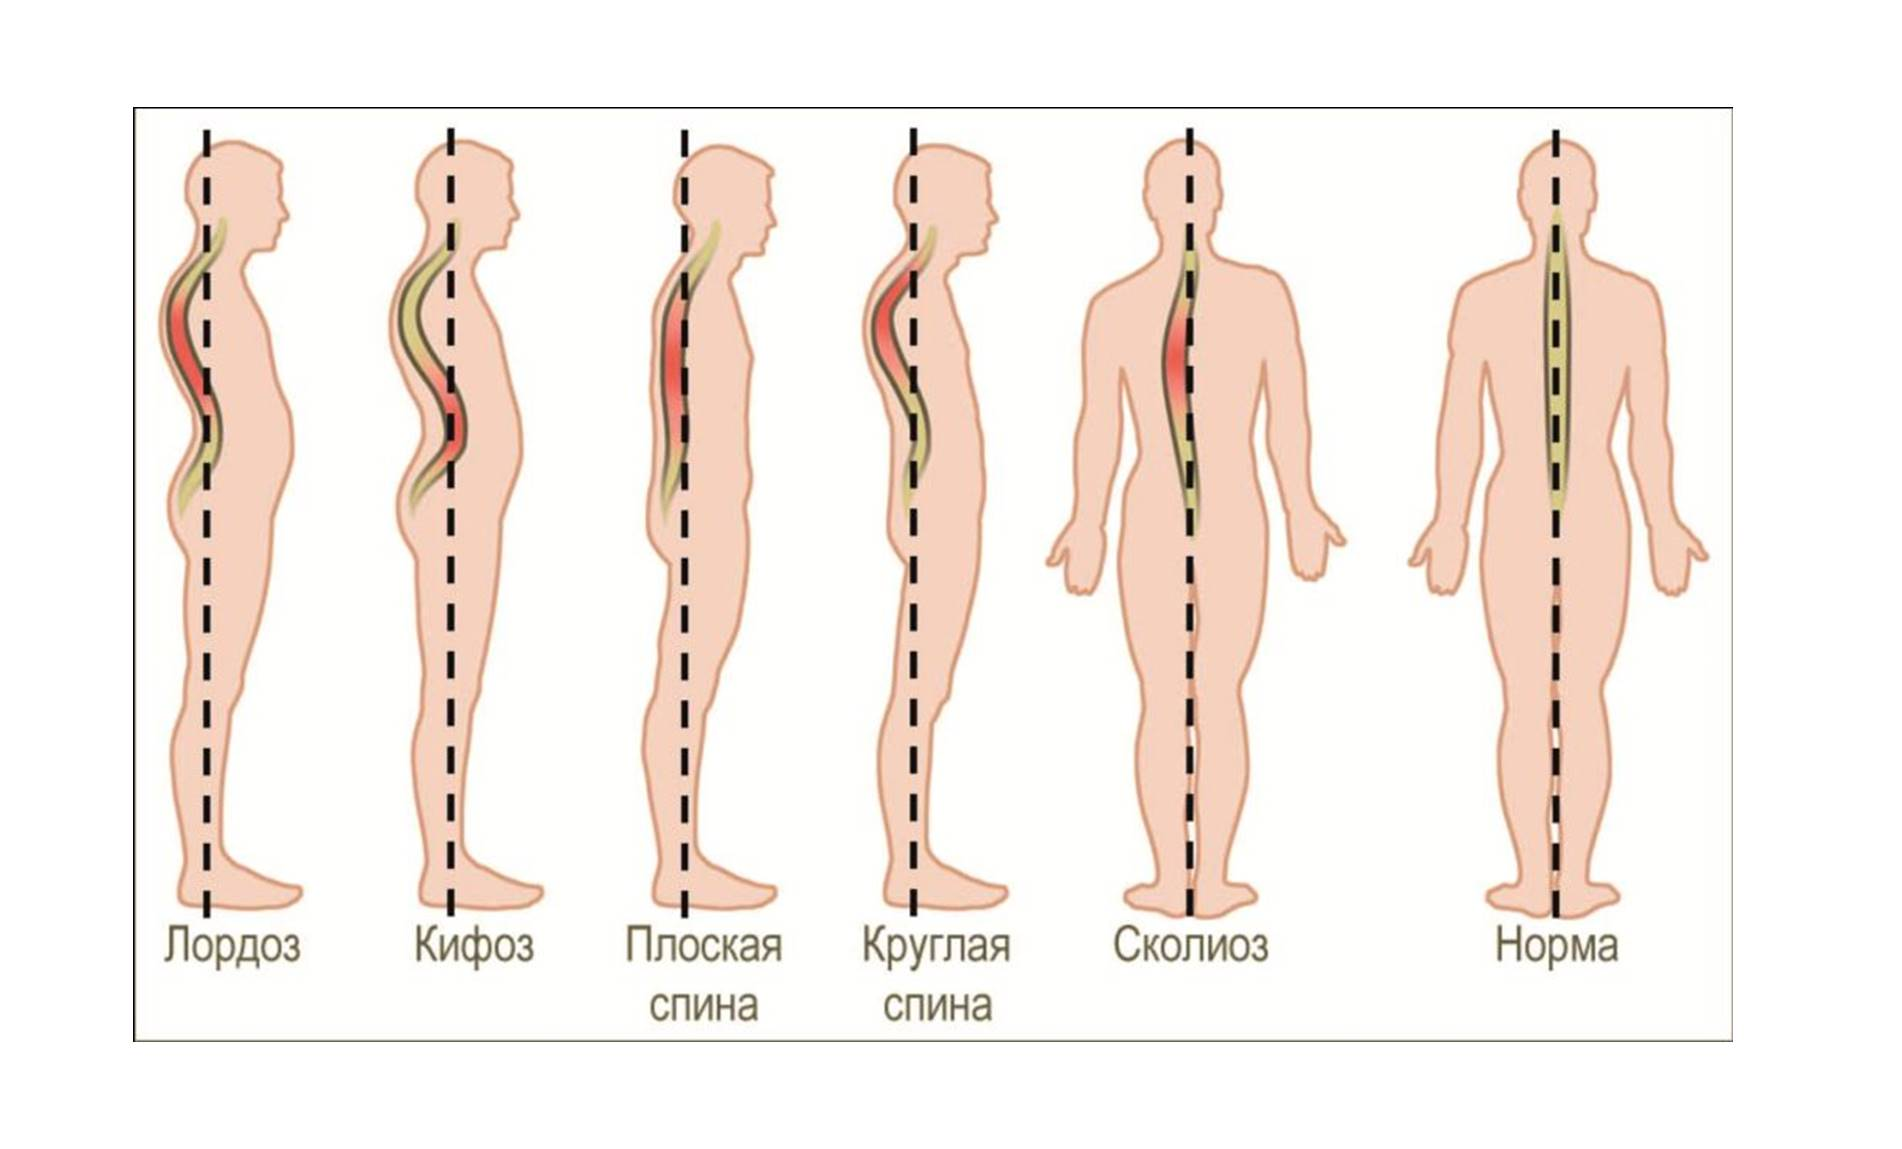 Лордоз
Кифоз
Плоская
спина
Круглая
спина
Сколиоз
Норма